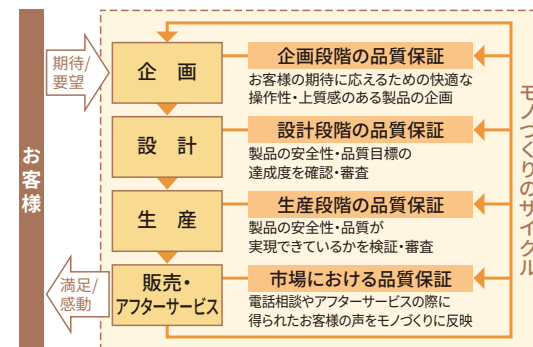 お客様
期待/
要望
満足/
感動
企 画
企画段階の品質保証
お客様の期待に応えるための快適な
操作性・上質感のある製品の企画
設 計
設計段階の品質保証
製品の安全性・品質目標の
達成度を確認・審査
生 産
生産段階の品質保証
製品の安全性・品質が
実現できているかを検証・審査
販売・
アフターサービス
市場における品質保証
電話相談やアフターサービスの際に
得られたお客様の声をモノづくりに反映
モノづくりのサイクル